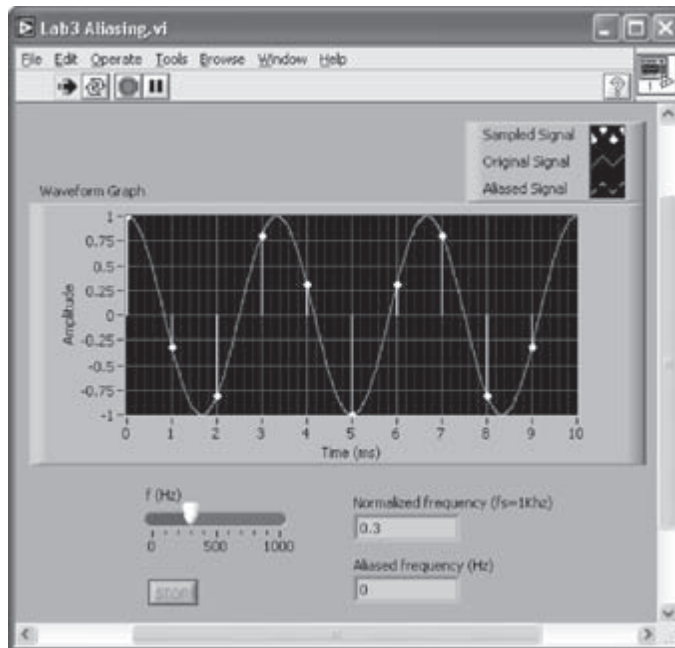 Lab3 Aliasing.vi
File Edit Operate Tools Browse Window Help
1
Sampled Signal
Original Signal
Aliased Signal
Waveform Graph
Amplitude
1
0.75
0.5
0.25
0
-0.25
-0.5
-0.75
-1
0 1 2 3 4 5 6 7 8 9 10
Time (ms)
f (Hz)
0 500 1000
Normalized frequency (fs=1Khz)
0.3
Aliased frequency (Hz)
0
STOP